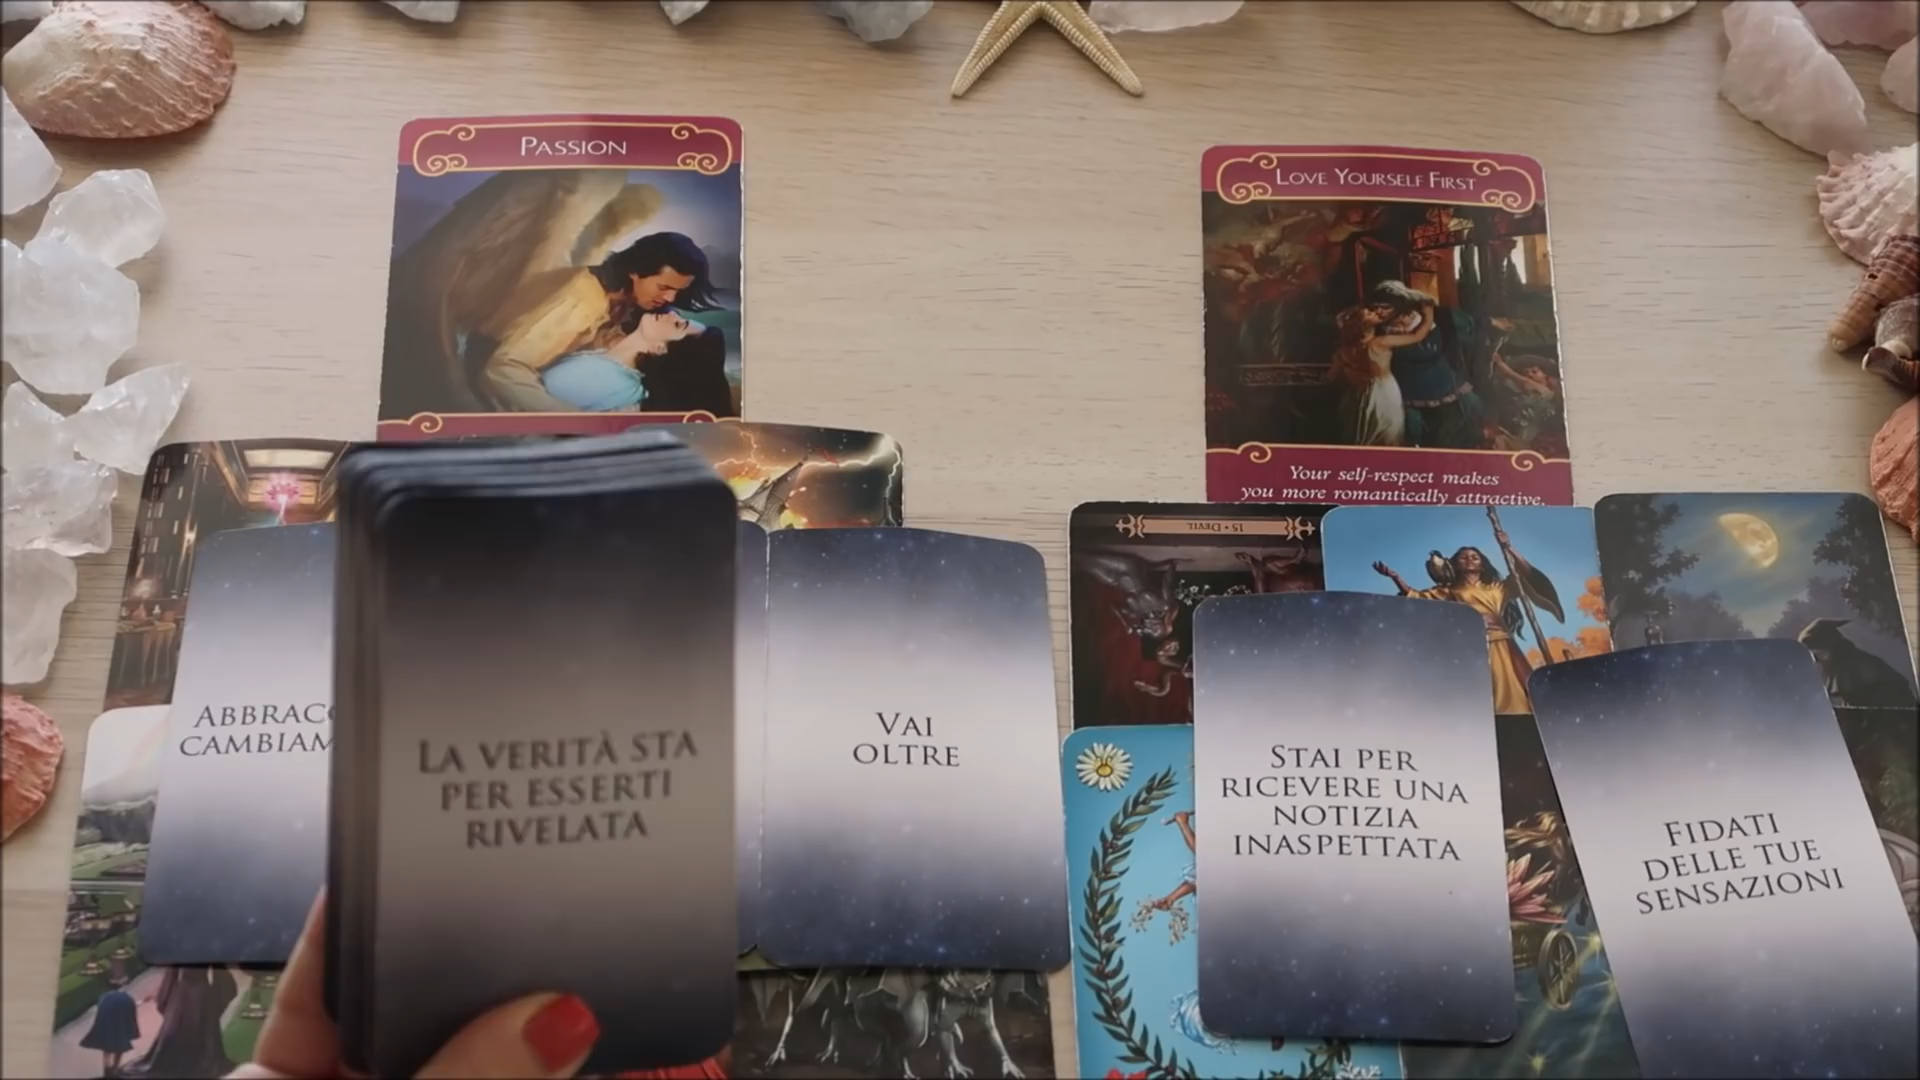 PASSION
LOVE YOURSELF FIRST
Your self-respect makes
you more romantically attractive.
15 • DEVIL
LA VERITÀ STA
PER ESSERTI
RIVELATA
VAI
OLTRE
STAI PER
RICEVERE UNA
NOTIZIA
INASPETTATA
FIDATI
DELLE TUE
SENSAZIONI